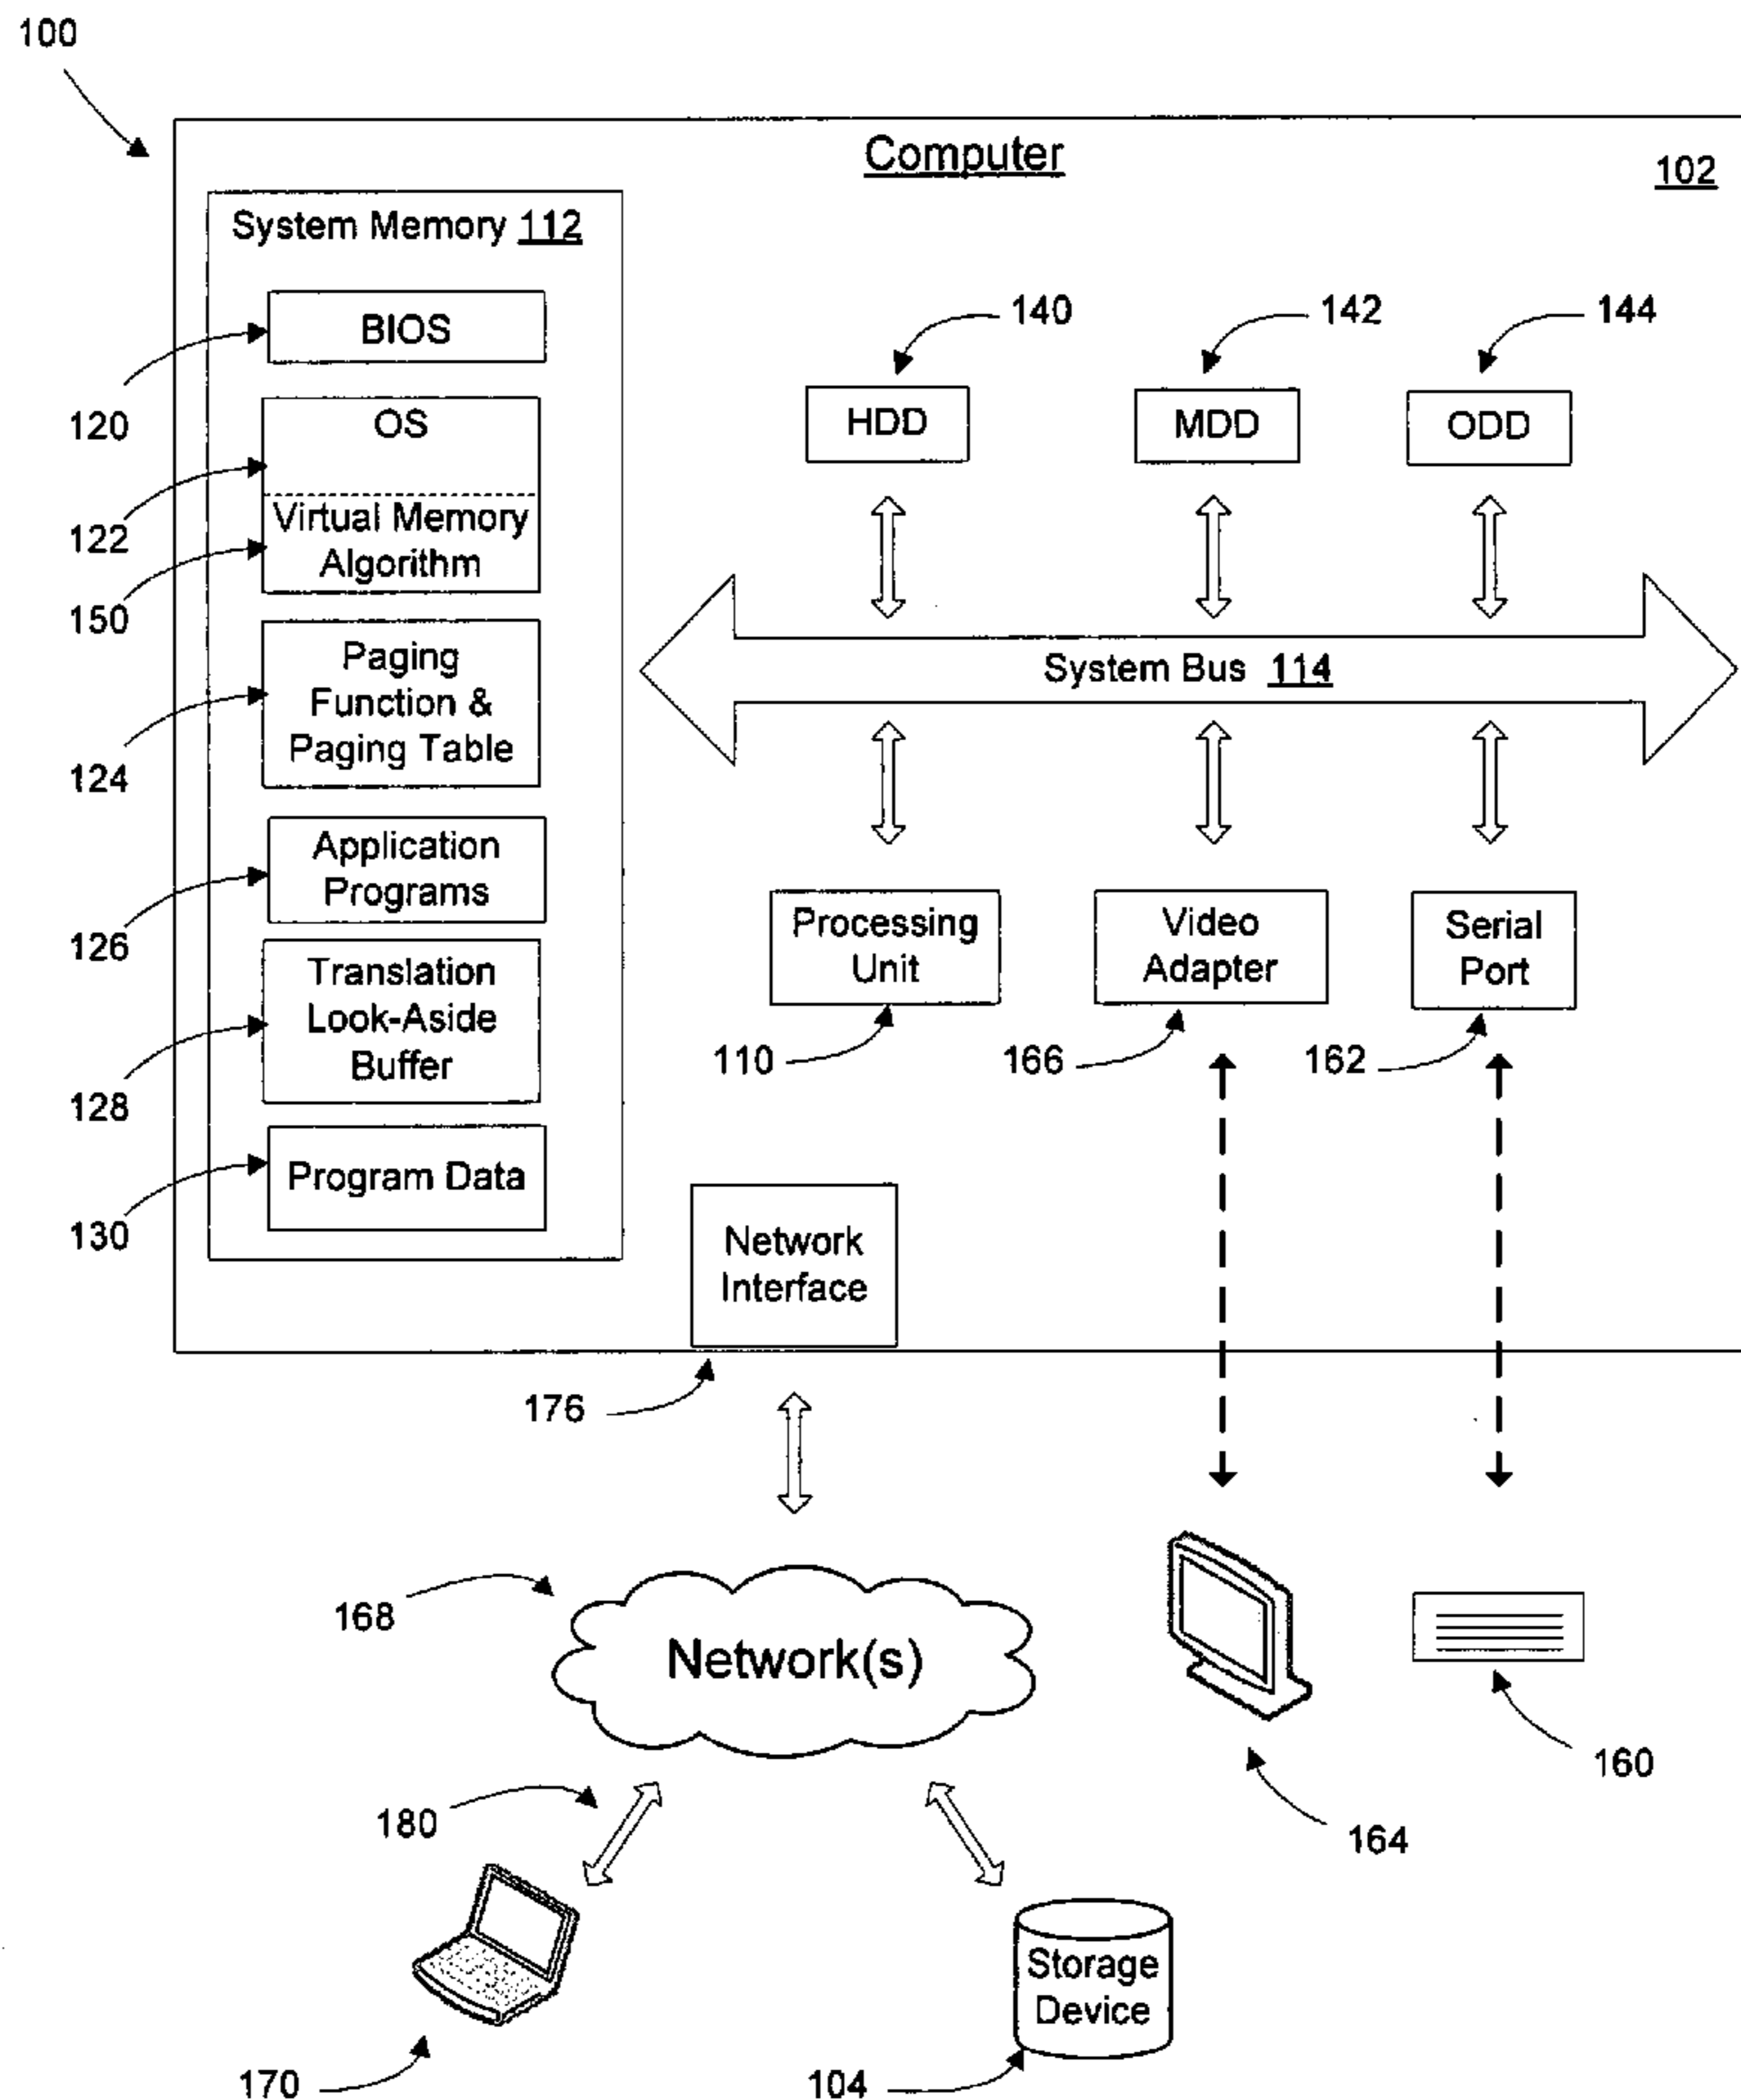 100
Computer
102
System Memory 112
BIOS
120
OS
122
Virtual Memory
Algorithm
150
Paging
Function &
Paging Table
124
Application
Programs
126
Translation
Look-Aside
Buffer
128
Program Data
130
140
HDD
142
MDD
144
ODD
System Bus 114
Processing
Unit
110
Video
Adapter
166
Serial
Port
162
Network
Interface
176
168
Network(s)
164
160
180
170
Storage
Device
104